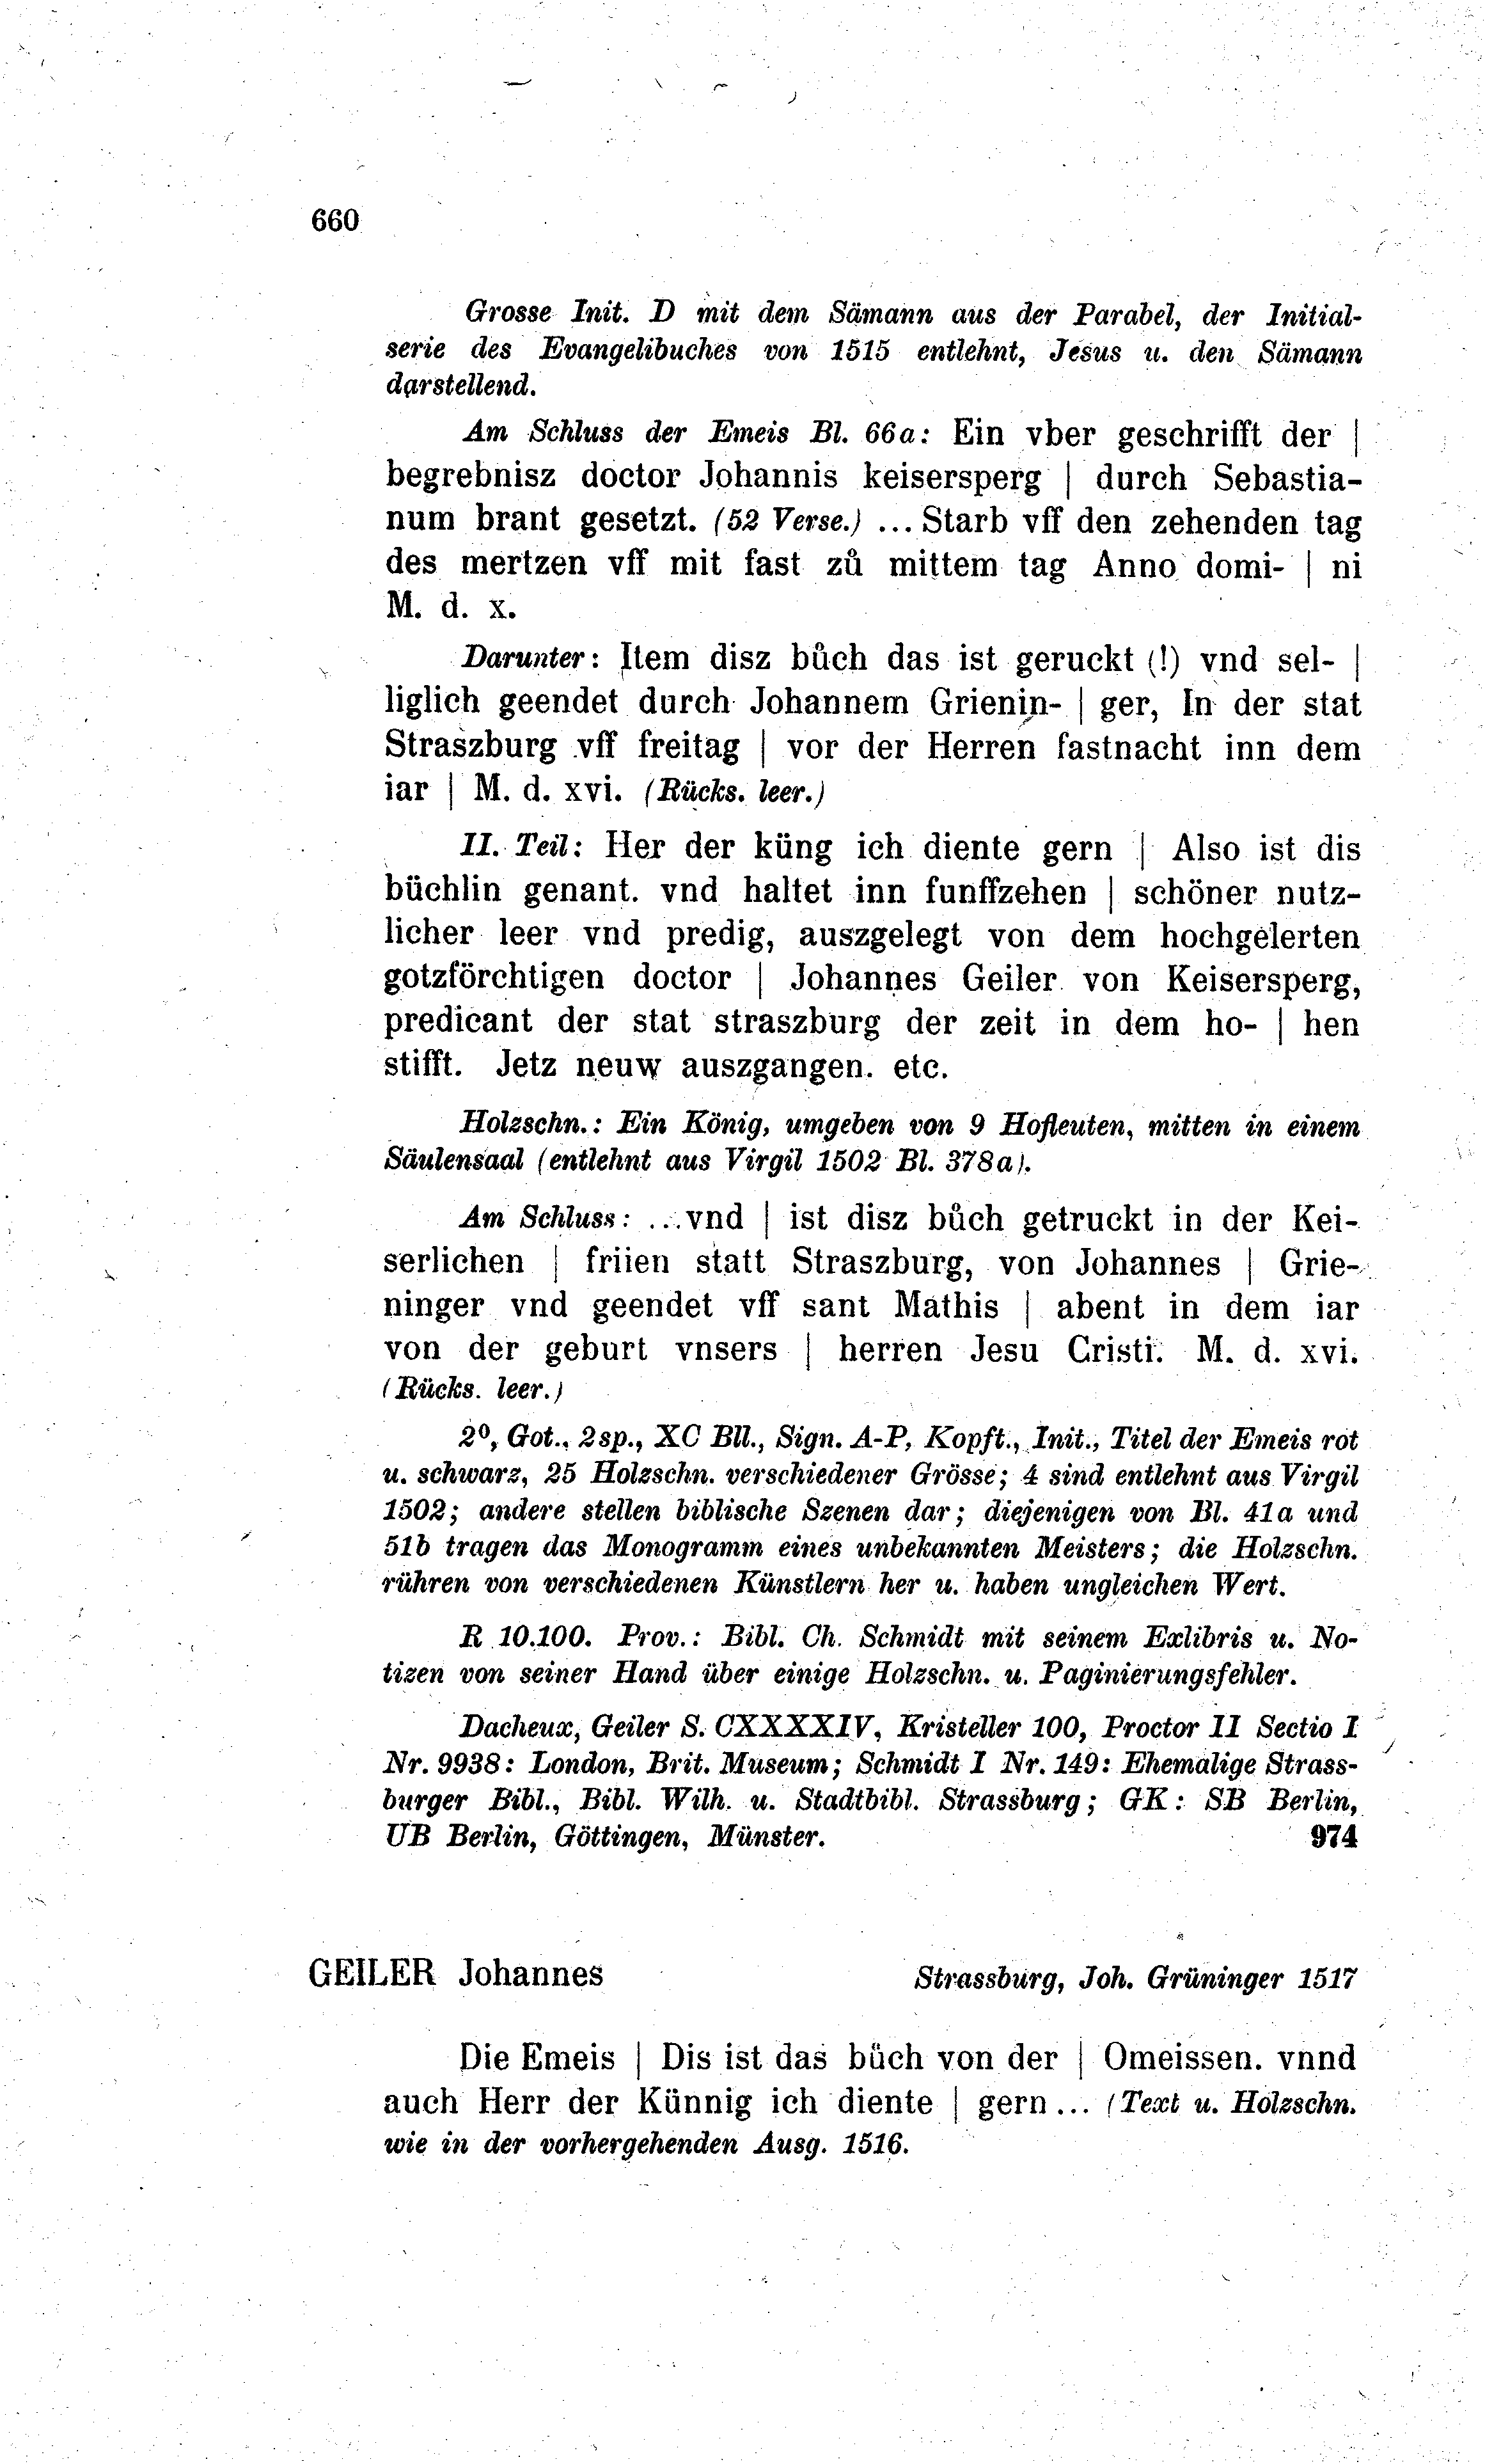 660
Grosse Init. D mit dem Sämann aus der Parabel, der Initial-
serie des Evangelibuches von 1515 entlehnt, Jesus u. den Sämann
darstellend.
Am Schluss der Emeis Bl. 66a: Ein vber geschrifft der |
begrebnisz doctor Johannis keisersperg | durch Sebastia-
num brant gesetzt. (52 Verse.) ... Starb vff den zehenden tag
des mertzen vff mit fast zů mittem tag Anno domi- | ni
M. d. x.
Darunter: Item disz bůch das ist geruckt (!) vnd sel- |
liglich geendet durch Johannem Grienin- | ger, In der stat
Straszburg vff freitag | vor der Herren fastnacht inn dem
iar | M. d. xvi. (Rücks. leer.)
II. Teil: Her der küng ich diente gern | Also ist dis
büchlin genant. vnd haltet inn funffzehen | schöner nutz-
licher leer vnd predig, auszgelegt von dem hochgelerten
gotzförchtigen doctor | Johannes Geiler von Keisersperg,
predicant der stat straszburg der zeit in dem ho- | hen
stifft. Jetz neuw auszgangen. etc.
Holzschn.: Ein König, umgeben von 9 Hofleuten, mitten in einem
Säulensaal (entlehnt aus Virgil 1502 Bl. 378a).
Am Schluss: ...vnd | ist disz bůch getruckt in der Kei-
serlichen | friien statt Straszburg, von Johannes | Grie-
ninger vnd geendet vff sant Mathis | abent in dem iar
von der geburt vnsers | herren Jesu Cristi. M. d. xvi.
(Rücks. leer.)
2⁰, Got., 2sp., XC Bll., Sign. A-P, Kopft., Init., Titel der Emeis rot
u. schwarz, 25 Holzschn. verschiedener Grösse; 4 sind entlehnt aus Virgil
1502; andere stellen biblische Szenen dar; diejenigen von Bl. 41a und
51b tragen das Monogramm eines unbekannten Meisters; die Holzschn.
rühren von verschiedenen Künstlern her u. haben ungleichen Wert.
R 10.100. Prov.: Bibl. Ch. Schmidt mit seinem Exlibris u. No-
tizen von seiner Hand über einige Holzschn. u. Paginierungsfehler.
Dacheux, Geiler S. CXXXXIV, Kristeller 100, Proctor II Sectio I
Nr. 9938: London, Brit. Museum; Schmidt I Nr. 149: Ehemalige Strass-
burger Bibl., Bibl. Wilh. u. Stadtbibl. Strassburg; GK: SB Berlin,
UB Berlin, Göttingen, Münster. 974
GEILER Johannes Strassburg, Joh. Grüninger 1517
Die Emeis | Dis ist das büch von der | Omeissen. vnnd
auch Herr der Künnig ich diente | gern ... (Text u. Holzschn.
wie in der vorhergehenden Ausg. 1516.